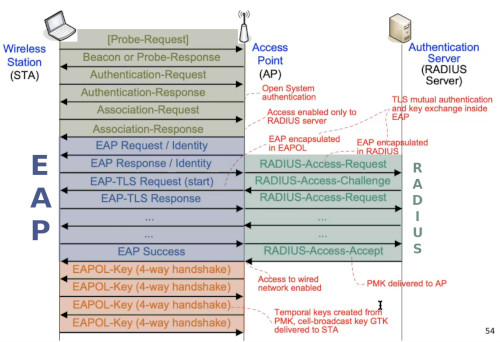 Wireless
Station
(STA)
Access
Point
(AP)
Authentication
Server
(RADIUS
Server)
[Probe-Request]
Beacon or Probe-Response
Authentication-Request
Authentication-Response
Association-Request
Association-Response
Open System
authentication
Access enabled only to
RADIUS server
TLS mutual authentication
and key exchange inside
EAP
EAP encapsulated
in EAPOL
EAP encapsulated
in RADIUS
EAP
EAP Request / Identity
EAP Response / Identity
EAP-TLS Request (start)
EAP-TLS Response
...
...
EAP Success
RADIUS-Access-Request
RADIUS-Access-Challenge
RADIUS-Access-Request
...
...
RADIUS-Access-Accept
RADIUS
EAPOL-Key (4-way handshake)
EAPOL-Key (4-way handshake)
EAPOL-Key (4-way handshake)
EAPOL-Key (4-way handshake)
Access to wired
network enabled
PMK delivered to AP
Temporal keys created from
PMK, cell-broadcast key GTK
delivered to STA
54